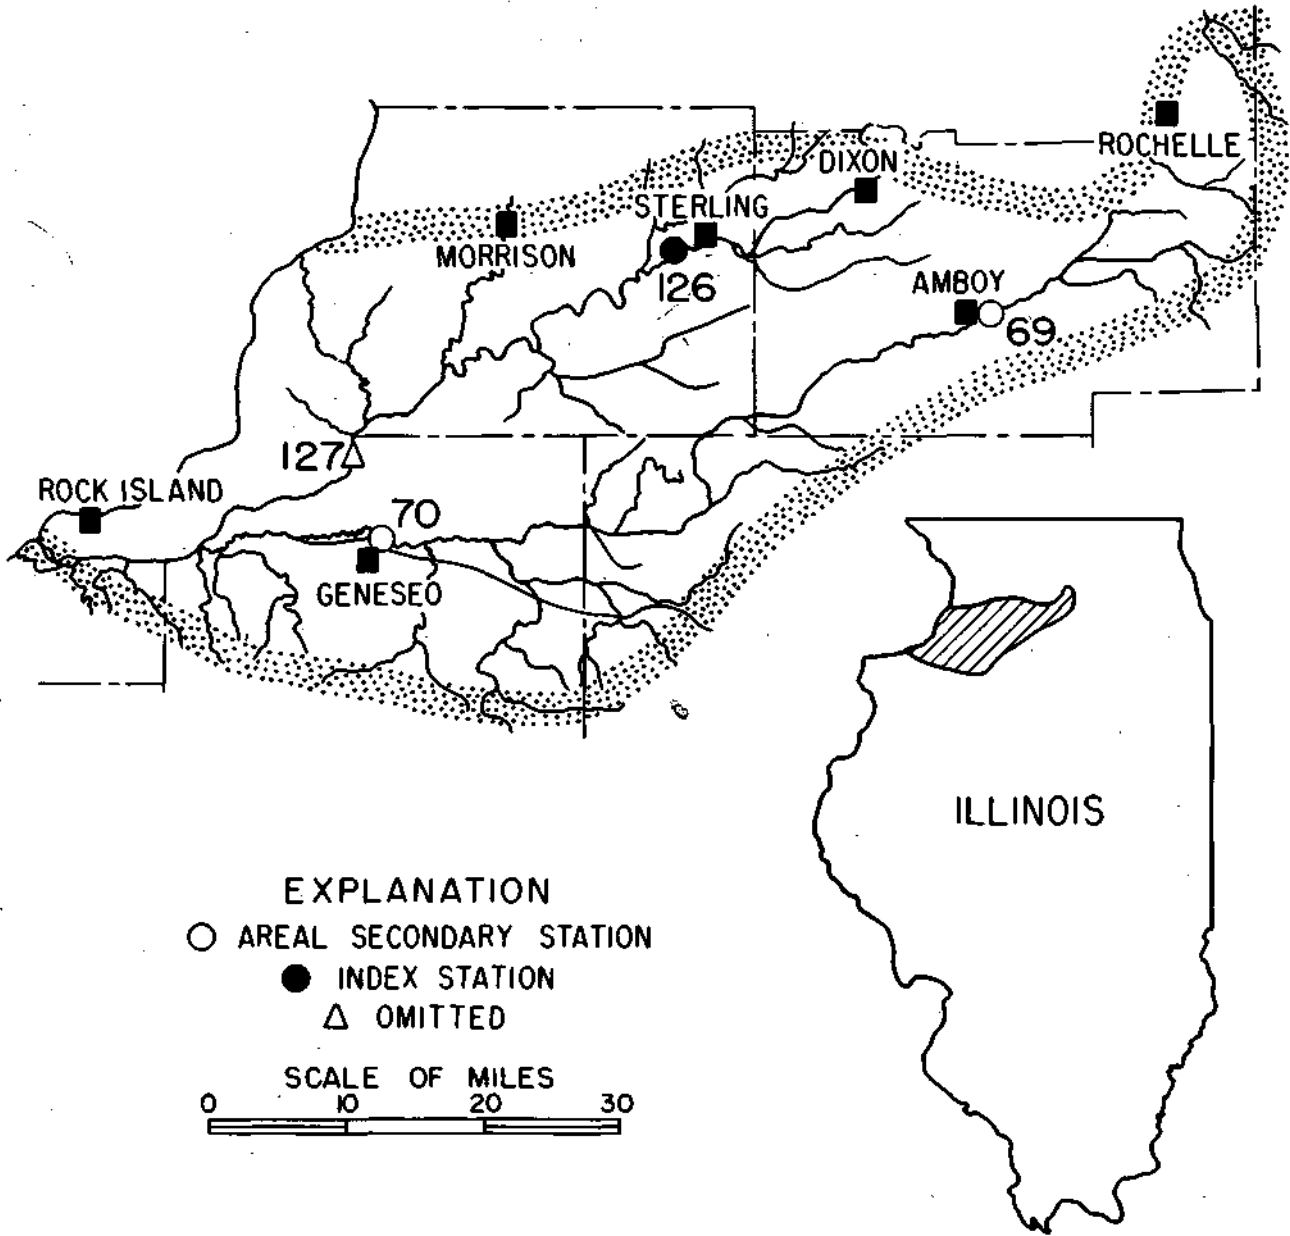 ROCHELLE
DIXON
STERLING
MORRISON
126
AMBOY
69
127
ROCK ISLAND
70
GENESEO
ILLINOIS
EXPLANATION
AREAL SECONDARY STATION
INDEX STATION
OMITTED
SCALE OF MILES
0 10 20 30